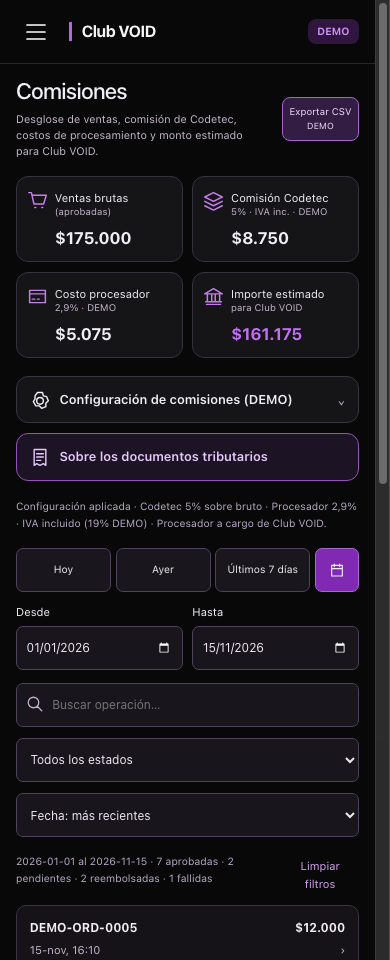 Club VOID
DEMO
Comisiones
Desglose de ventas, comisión de Codetec,
costos de procesamiento y monto estimado
para Club VOID.
Exportar CSV
DEMO
Ventas brutas
(aprobadas)
$175.000
Comisión Codetec
5% · IVA inc. · DEMO
$8.750
Costo procesador
2,9% · DEMO
$5.075
Importe estimado
para Club VOID
$161.175
Configuración de comisiones (DEMO)
Sobre los documentos tributarios
Configuración aplicada · Codetec 5% sobre bruto · Procesador 2,9%
· IVA incluido (19% DEMO) · Procesador a cargo de Club VOID.
Hoy
Ayer
Últimos 7 días
Desde
Hasta
01/01/2026
15/11/2026
Buscar operación...
Todos los estados
Fecha: más recientes
2026-01-01 al 2026-11-15 · 7 aprobadas · 2
pendientes · 2 reembolsadas · 1 fallidas
Limpiar
filtros
DEMO-ORD-0005
$12.000
15-nov, 16:10